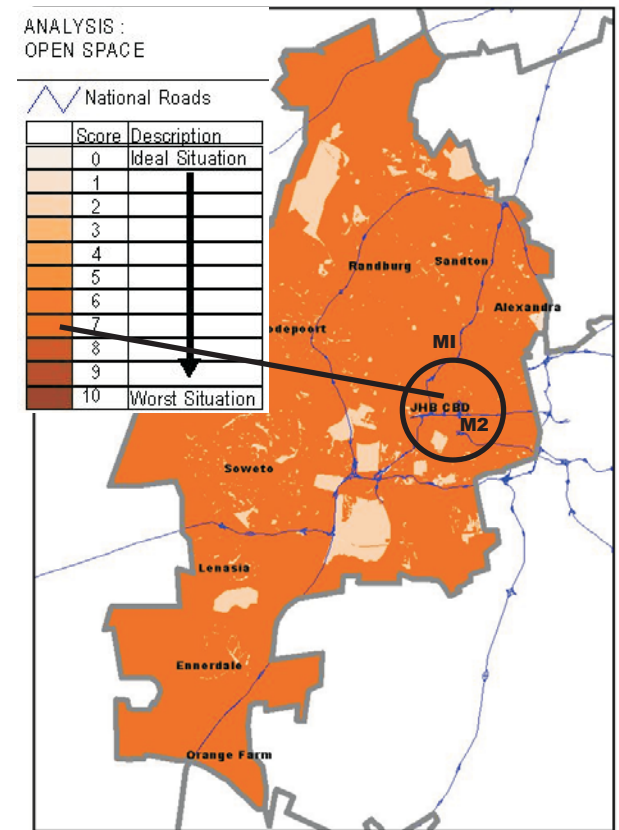 ANALYSIS :
OPEN SPACE
National Roads
Score Description
0 Ideal Situation
1
2
3
4
5
6
7
8
9
10 Worst Situation
Randburg
Sandton
Alexandra
odepoort
M1
JHB CBD
M2
Soweto
Lenasia
Ennerdale
Orange Farm